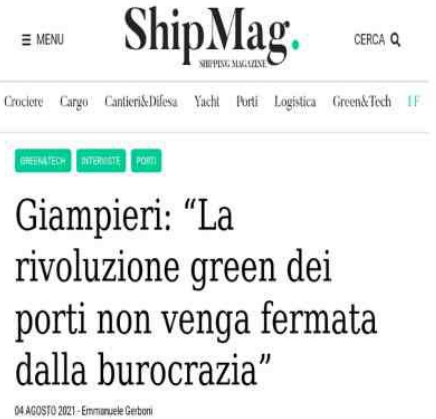 ≡ MENU
ShipMag.
CERCA
SHIPPING MAGAZINE
Crociere Cargo Cantieri&Difesa Yacht Porti Logistica Green&Tech I F
GREEN&TECH INTERVISTE PORTI
Giampieri: “La
rivoluzione green dei
porti non venga fermata
dalla burocrazia”
04 AGOSTO 2021 - Emmanuele Gerboni